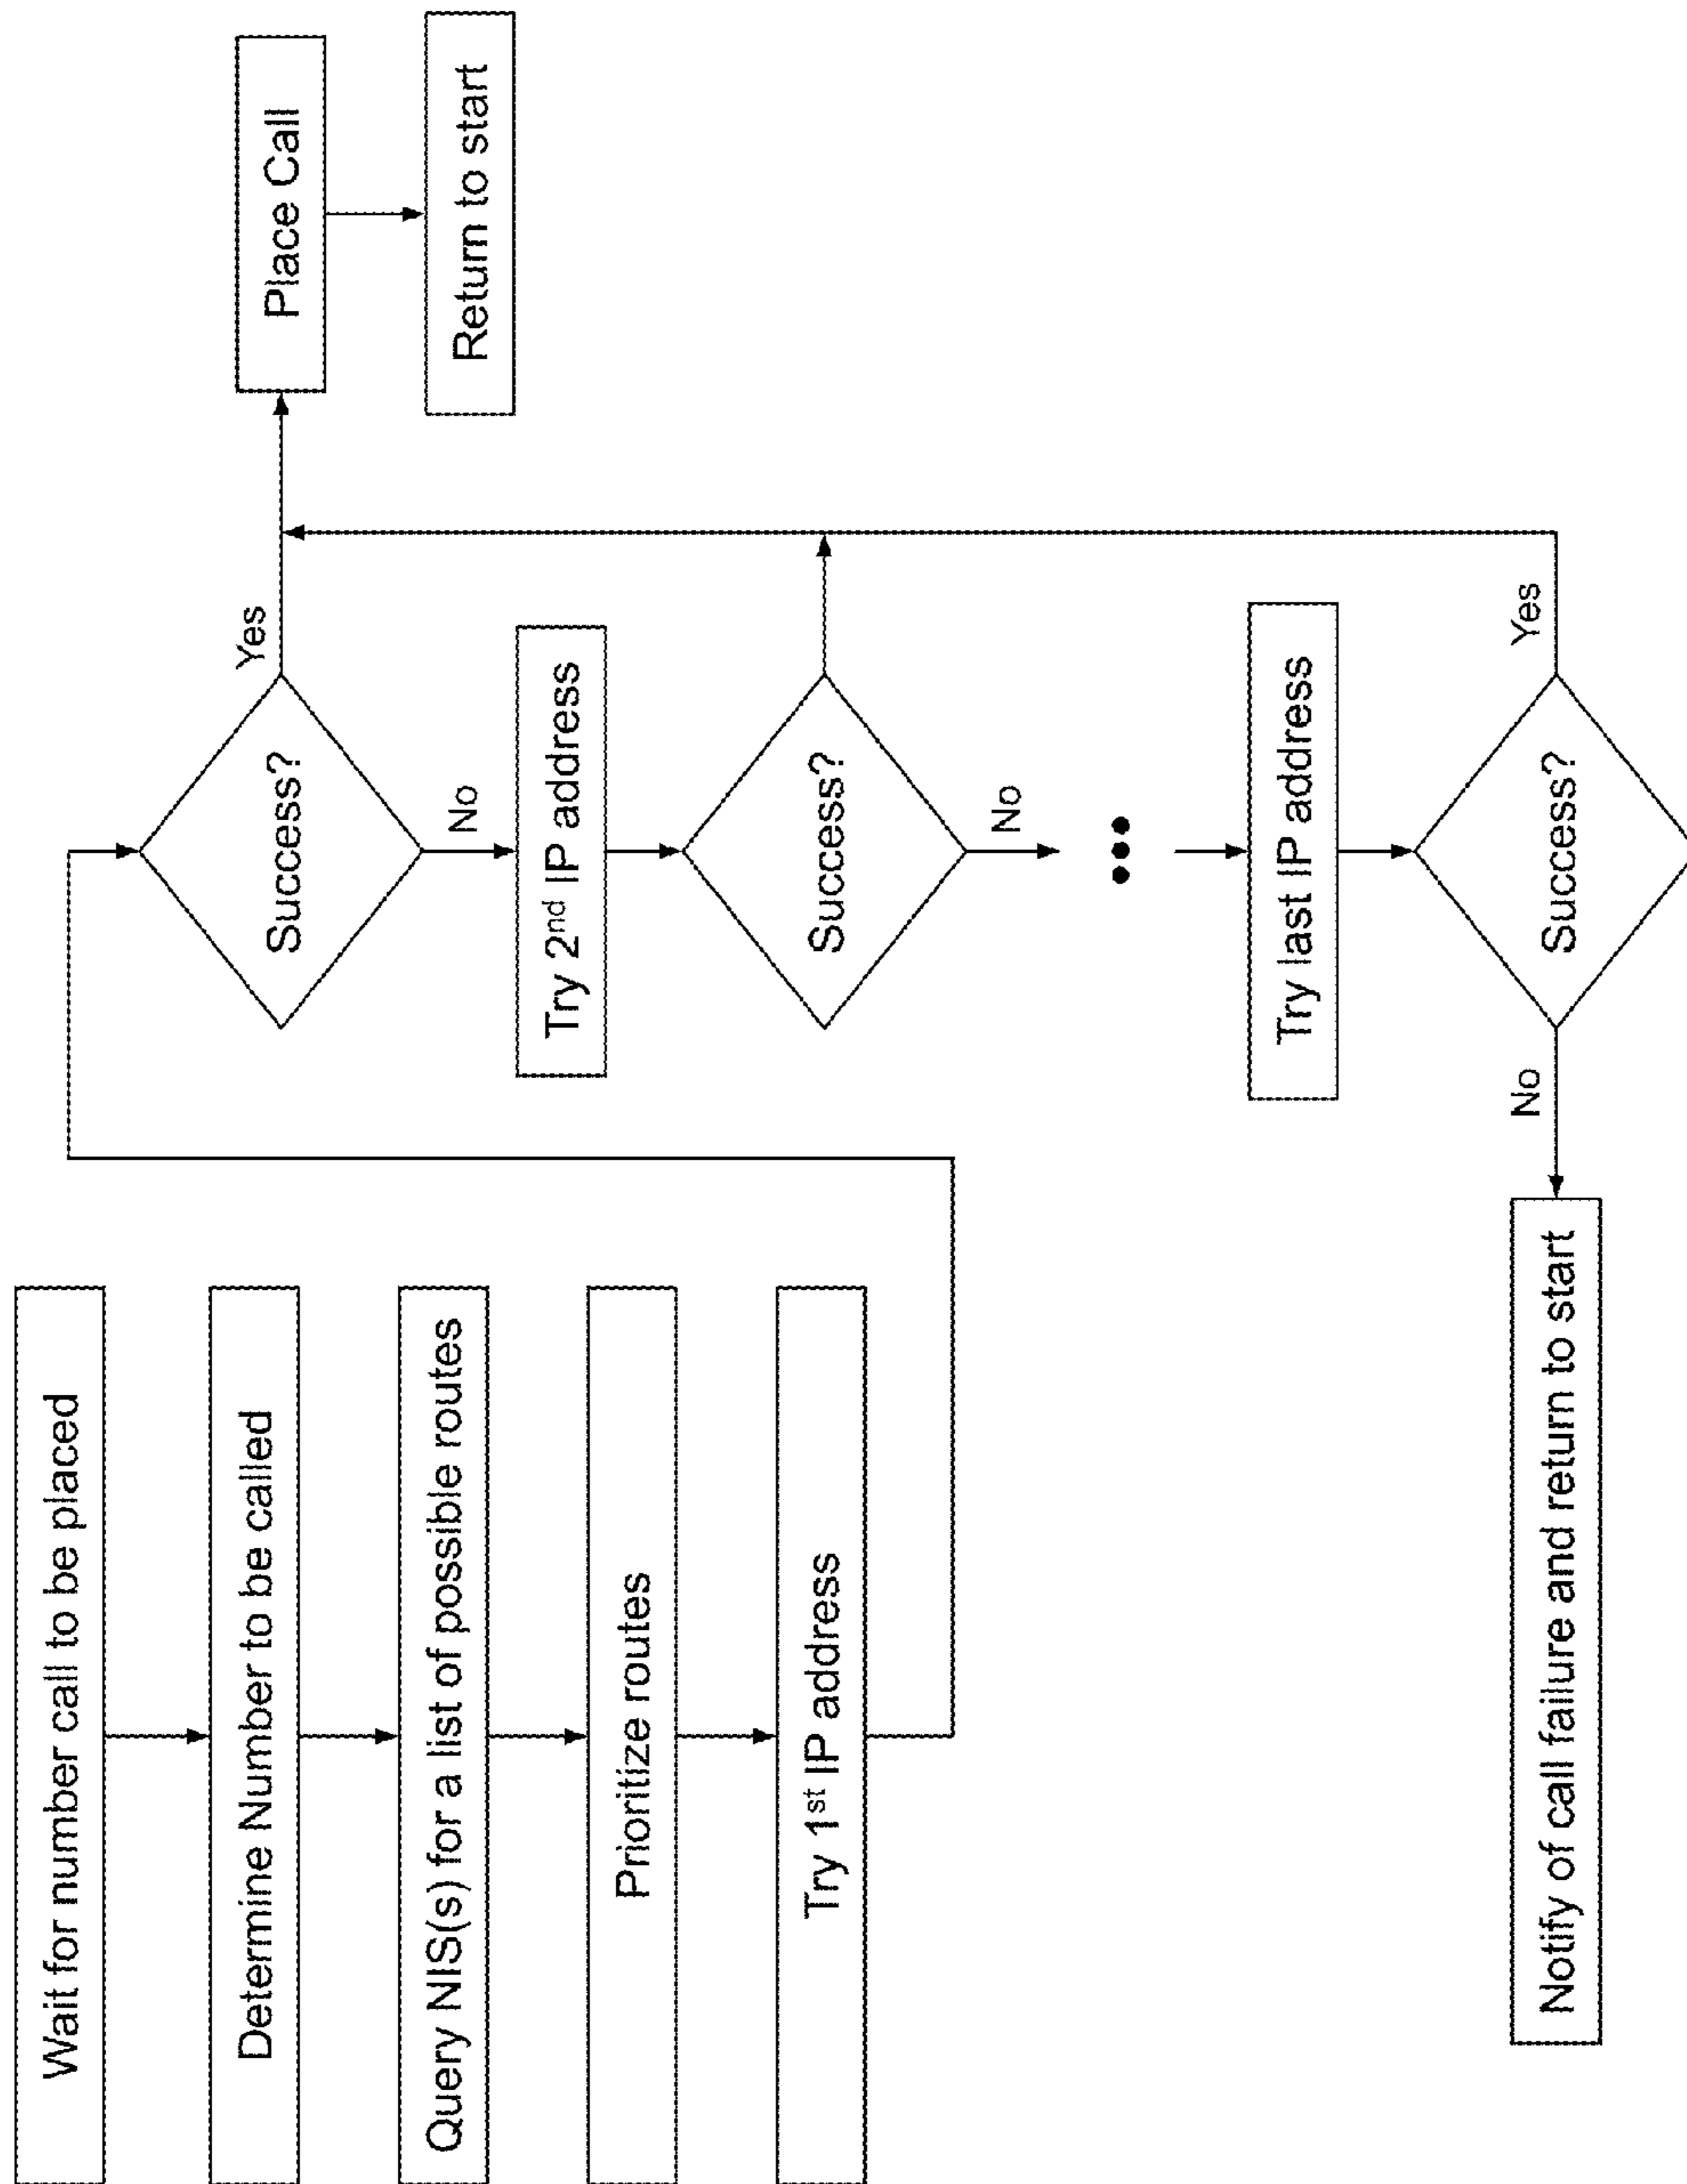 Wait for number call to be placed
Determine Number to be called
Query NIS(s) for a list of possible routes
Prioritize routes
Try 1st IP address
Success?
Yes
Place Call
Return to start
No
Try 2nd IP address
Success?
No
Try last IP address
Success?
Yes
No
Notify of call failure and return to start